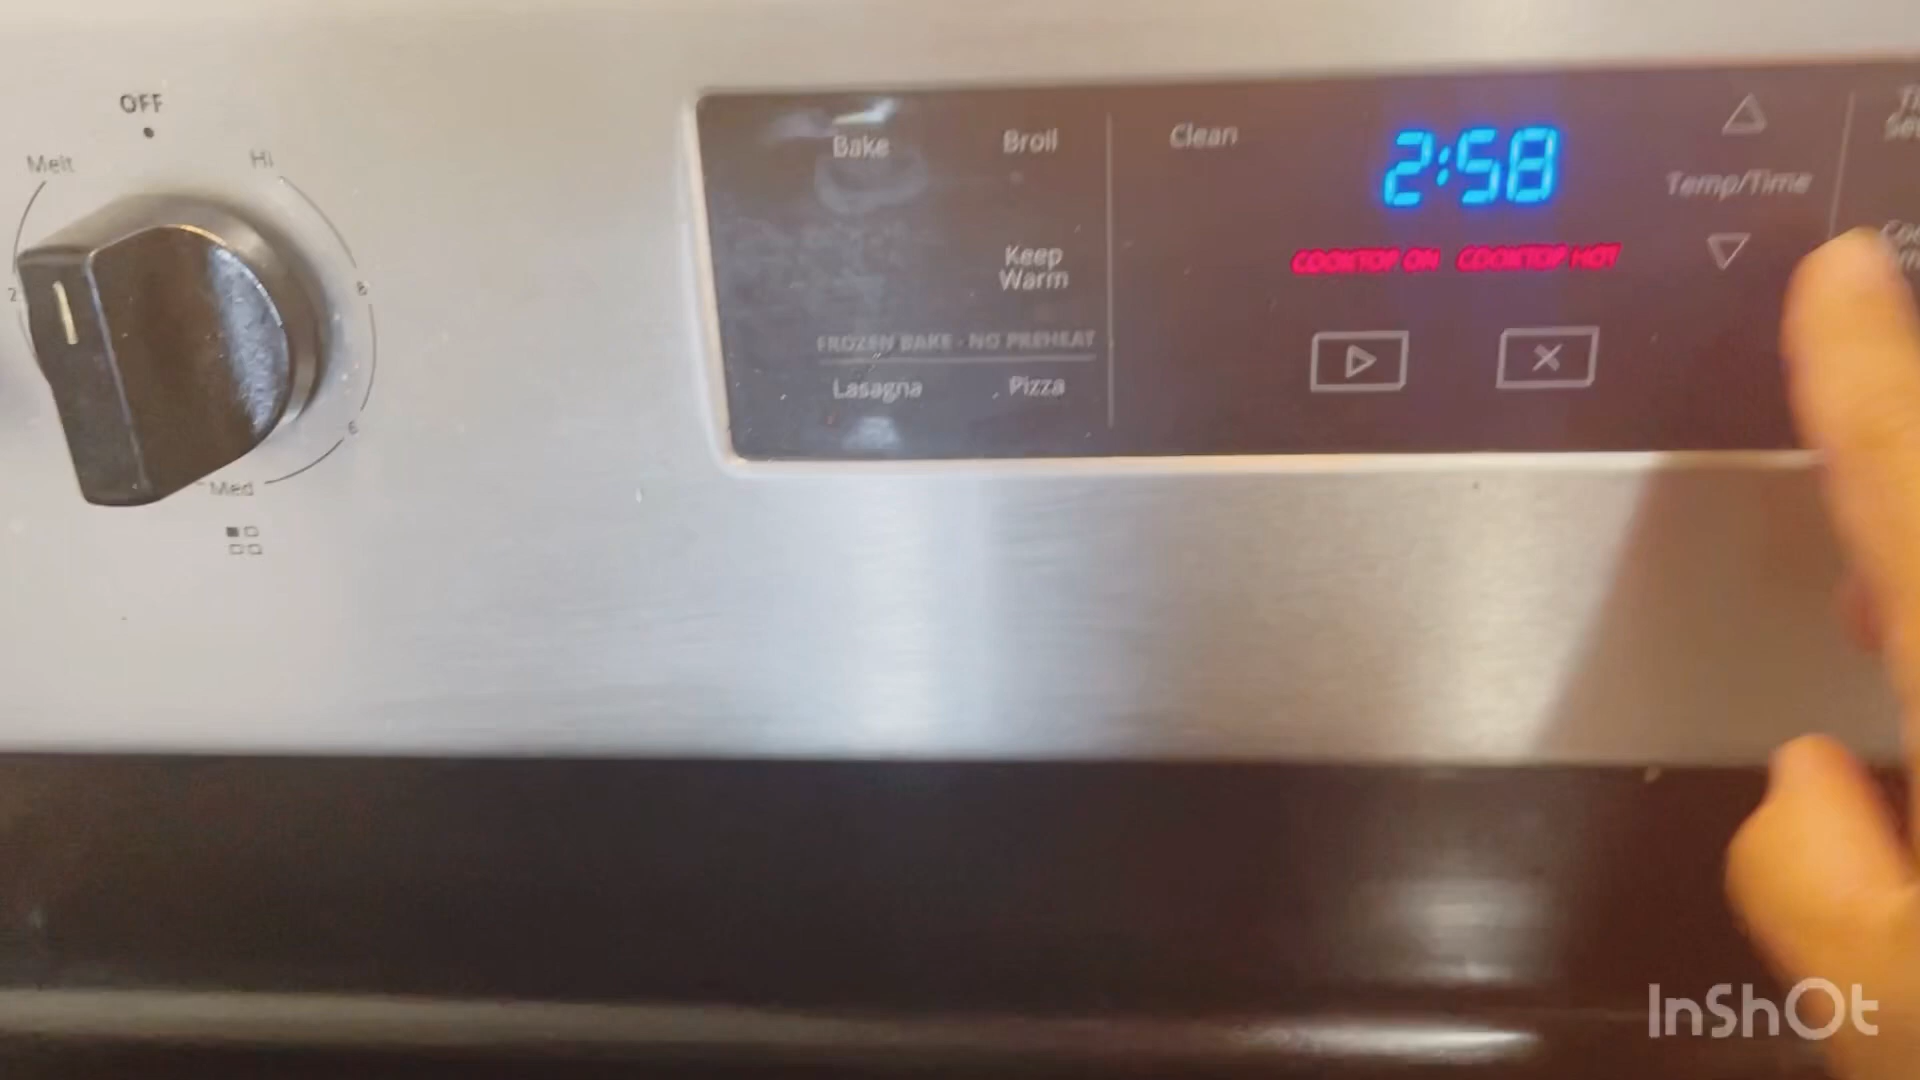 OFF
Melt
Hi
2
8
6
Med
Bake
Broil
Clean
2:58
Temp/Time
Keep
Warm
COOKTOP ON COOKTOP HOT
FROZEN BAKE - NO PREHEAT
Lasagna
Pizza
InShOt